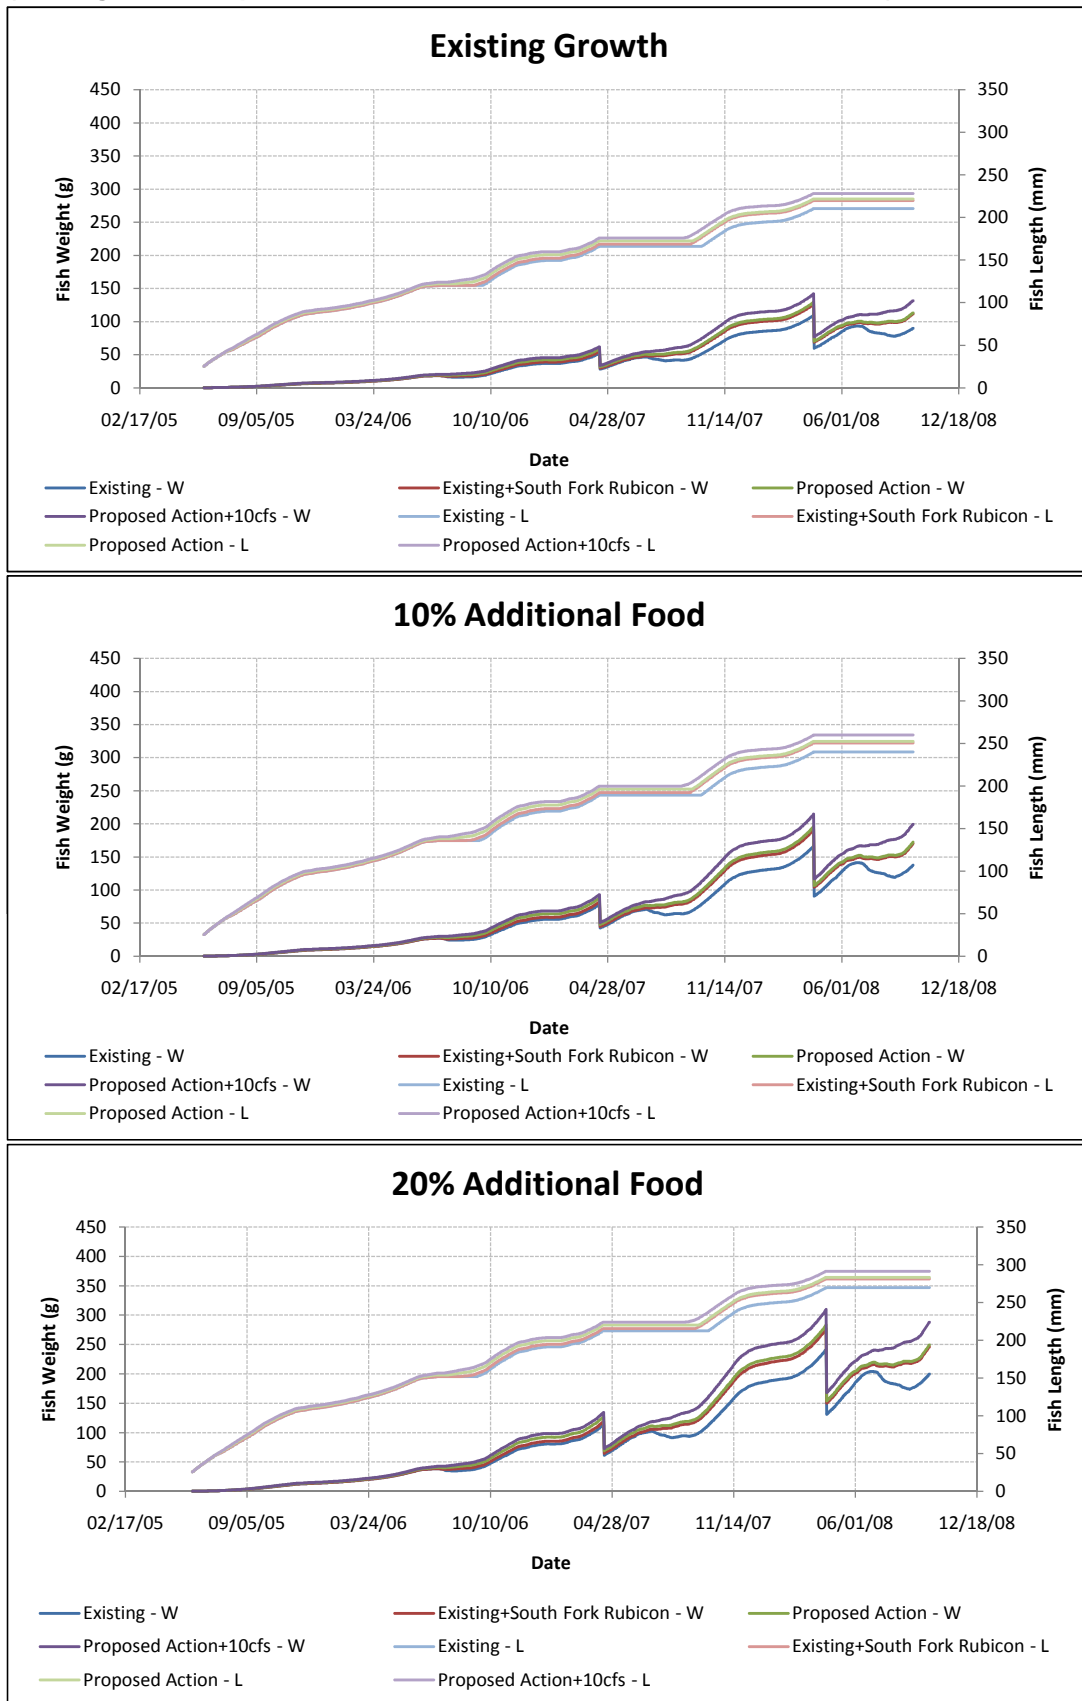 Existing Growth
450
400
350
300
250
200
150
100
50
0
Fish Weight (g)
350
300
250
200
150
100
50
0
Fish Length (mm)
02/17/05 09/05/05 03/24/06 10/10/06 04/28/07 11/14/07 06/01/08 12/18/08
Date
Existing - W Existing+South Fork Rubicon - W Proposed Action - W
Proposed Action+10cfs - W Existing - L Existing+South Fork Rubicon - L
Proposed Action - L Proposed Action+10cfs - L
10% Additional Food
450
400
350
300
250
200
150
100
50
0
Fish Weight (g)
350
300
250
200
150
100
50
0
Fish Length (mm)
02/17/05 09/05/05 03/24/06 10/10/06 04/28/07 11/14/07 06/01/08 12/18/08
Date
Existing - W Existing+South Fork Rubicon - W Proposed Action - W
Proposed Action+10cfs - W Existing - L Existing+South Fork Rubicon - L
Proposed Action - L Proposed Action+10cfs - L
20% Additional Food
450
400
350
300
250
200
150
100
50
0
Fish Weight (g)
350
300
250
200
150
100
50
0
Fish Length (mm)
02/17/05 09/05/05 03/24/06 10/10/06 04/28/07 11/14/07 06/01/08 12/18/08
Date
Existing - W Existing+South Fork Rubicon - W Proposed Action - W
Proposed Action+10cfs - W Existing - L Existing+South Fork Rubicon - L
Proposed Action - L Proposed Action+10cfs - L